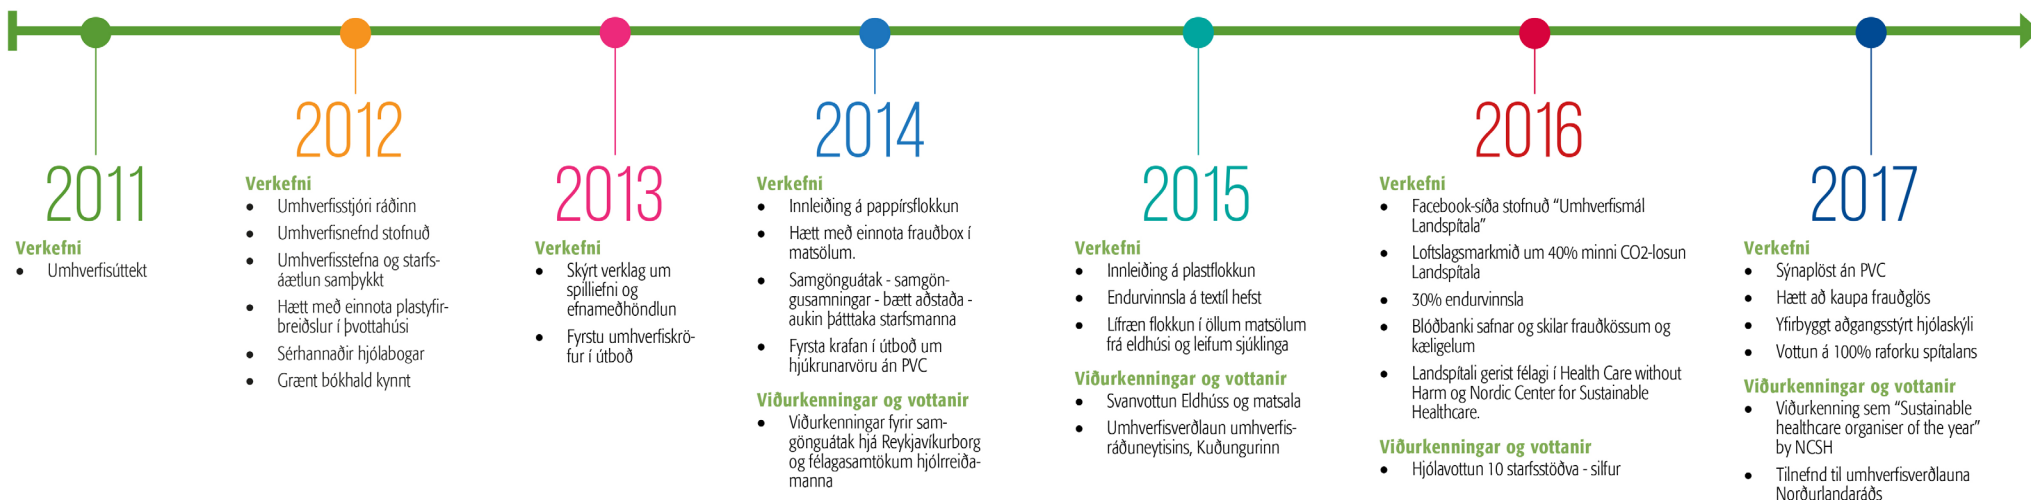 2011
Verkefni
• Umhverfisúttekt
2012
Verkefni
• Umhverfisstjóri ráðinn
• Umhverfisnefnd stofnuð
• Umhverfisstefna og starfs-
áætlun samþykkt
• Hætt með einnota plastyfir-
breiðslur í þvottahúsi
• Sérhannaðir hjólabogar
• Grænt bókhald kynnt
2013
Verkefni
• Skýrt verklag um
spilliefni og
efnameðhöndlun
• Fyrstu umhverfiskrö-
fur í útboð
2014
Verkefni
• Innleiðing á pappírsflokkun
• Hætt með einnota frauðbox í
matsölum.
• Samgönguátak - samgön-
gusamningar - bætt aðstaða -
aukin þátttaka starfsmanna
• Fyrsta krafan í útboð um
hjúkrunarvöru án PVC
Viðurkenningar og vottanir
• Viðurkenningar fyrir sam-
gönguátak hjá Reykjavíkurborg
og félagasamtökum hjólrreiða-
manna
2015
Verkefni
• Innleiðing á plastflokkun
• Endurvinnsla á textíl hefst
• Lífræn flokkun í öllum matsölum
frá eldhúsi og leifum sjúklinga
Viðurkenningar og vottanir
• Svanvottun Eldhúss og matsala
• Umhverfisverðlaun umhverfis-
ráðuneytisins, Kuðungurinn
2016
Verkefni
• Facebook-síða stofnuð “Umhverfismál
Landspítala”
• Loftslagsmarkmið um 40% minni CO2-losun
Landspítala
• 30% endurvinnsla
• Blóðbanki safnar og skilar frauðkössum og
kæligelum
• Landspítali gerist félagi í Health Care without
Harm og Nordic Center for Sustainable
Healthcare.
Viðurkenningar og vottanir
• Hjólavottun 10 starfsstöðva - silfur
2017
Verkefni
• Sýnaplöst án PVC
• Hætt að kaupa frauðglös
• Yfirbyggt aðgangsstýrt hjólaskýli
• Vottun á 100% raforku spítalans
Viðurkenningar og vottanir
• Viðurkenning sem “Sustainable
healthcare organiser of the year”
by NCSH
• Tilnefnd til umhverfisverðlauna
Norðurlandaráðs